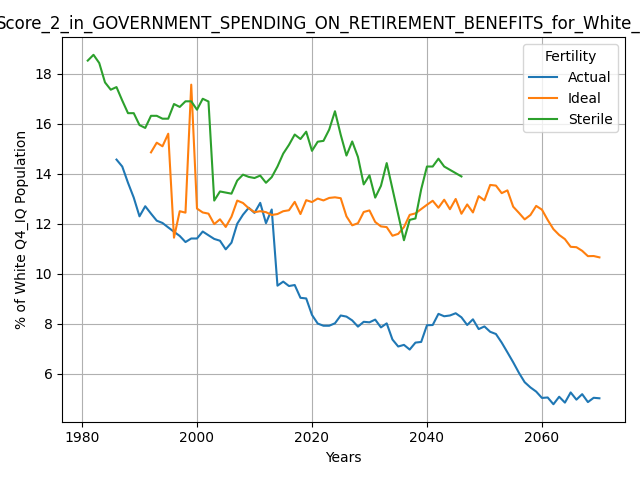 Score_2_in_GOVERNMENT_SPENDING_ON_RETIREMENT_BENEFITS_for_White_
Fertility
Actual
Ideal
Sterile
% of White Q4_IQ Population
18
16
14
12
10
8
6
1980
2000
2020
2040
2060
Years